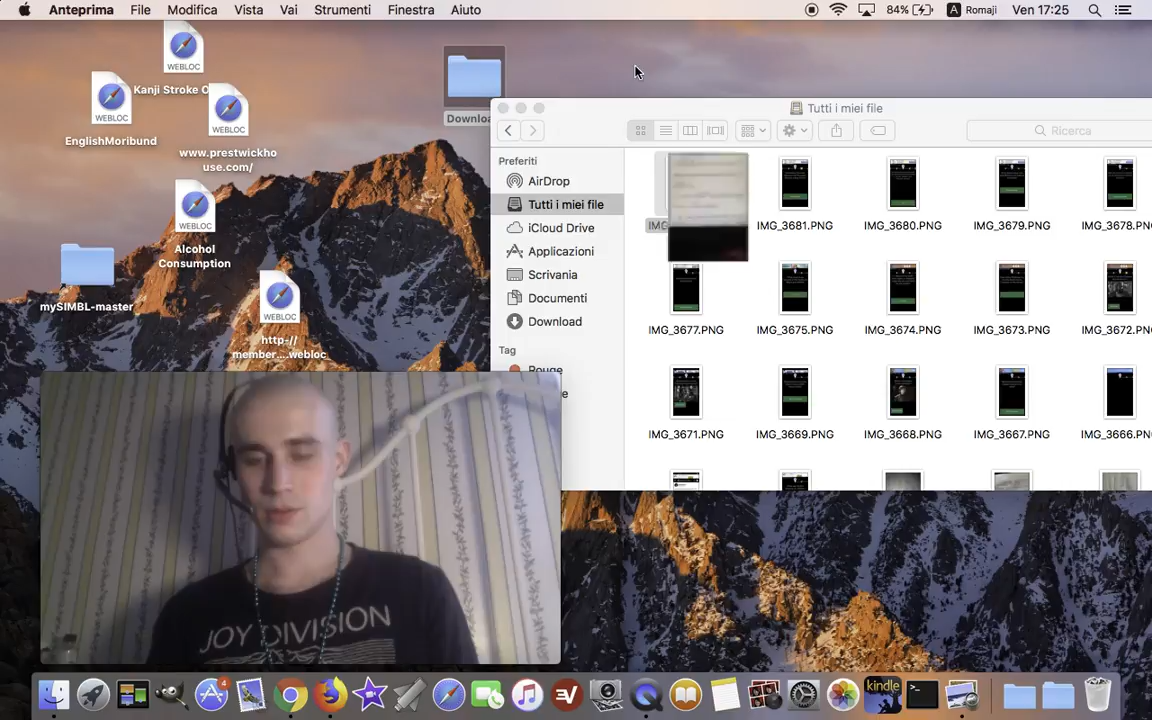 Anteprima File Modifica Vista Vai Strumenti Finestra Aiuto 84% A Romaji Ven 17:25
WEBLOC
Kanji Stroke O
WEBLOC
EnglishMoribund
WEBLOC
www.prestwickho
use.com/
WEBLOC
Alcohol
Consumption
mySIMBL-master
WEBLOC
http-//
member....webloc
Downloa
Tutti i miei file
Ricerca
Preferiti
AirDrop
Tutti i miei file
iCloud Drive
Applicazioni
Scrivania
Documenti
Download
Tag
Rouge
IMG_3681.PNG IMG_3680.PNG IMG_3679.PNG IMG_3678.PNG
IMG_3677.PNG IMG_3675.PNG IMG_3674.PNG IMG_3673.PNG IMG_3672.PNG
IMG_3671.PNG IMG_3669.PNG IMG_3668.PNG IMG_3667.PNG IMG_3666.PNG
JOY DIVISION
4
kindle